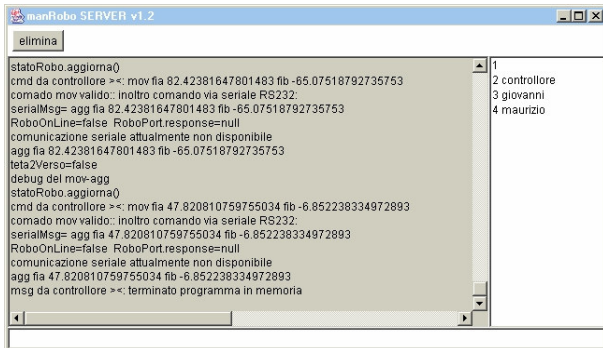 manRobo SERVER v1.2
elimina
statoRobo.aggiorna()
cmd da controllore ><: mov fia 82.42381647801483 fib -65.07518792735753
comado mov valido:: inoltro comando via seriale RS232:
serialMsg= agg fia 82.42381647801483 fib -65.07518792735753
RoboOnLine=false RoboPort.response=null
comunicazione seriale attualmente non disponibile
agg fia 82.42381647801483 fib -65.07518792735753
teta2Verso=false
debug del mov-agg
statoRobo.aggiorna()
cmd da controllore ><: mov fia 47.820810759755034 fib -6.852238334972893
comado mov valido:: inoltro comando via seriale RS232:
serialMsg= agg fia 47.820810759755034 fib -6.852238334972893
RoboOnLine=false RoboPort.response=null
comunicazione seriale attualmente non disponibile
agg fia 47.820810759755034 fib -6.852238334972893
msg da controllore ><: terminato programma in memoria
1
2 controllore
3 giovanni
4 maurizio